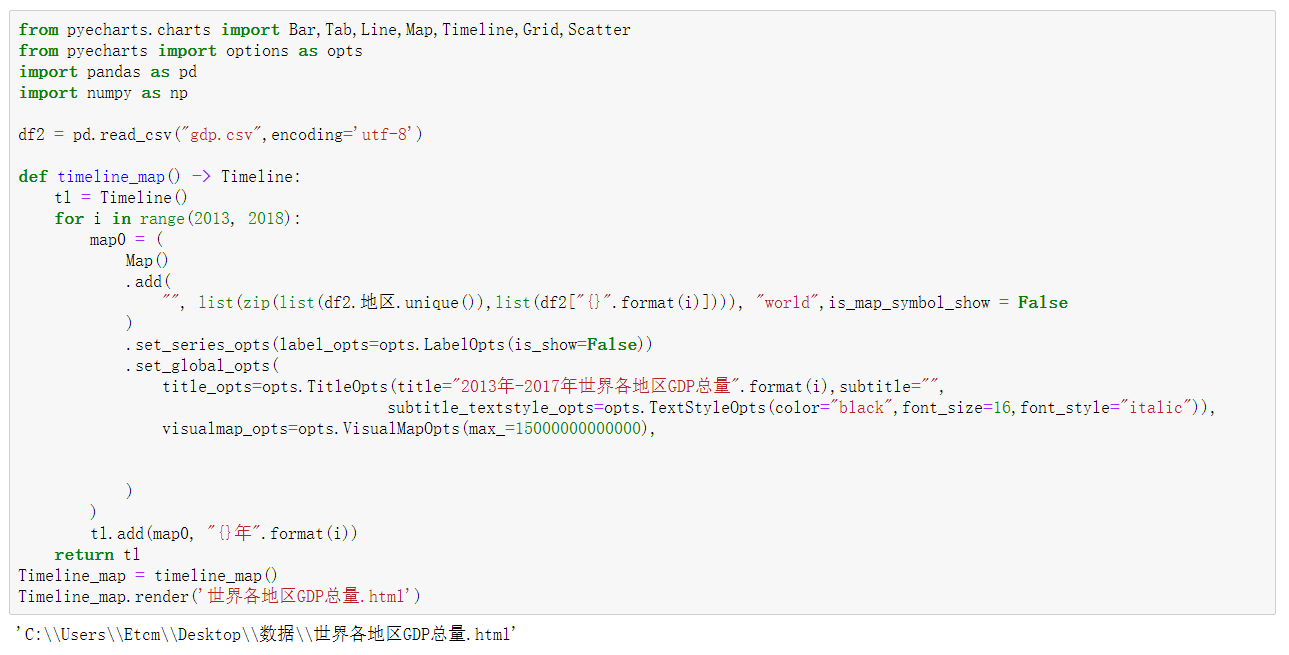 from pyecharts.charts import Bar,Tab,Line,Map,Timeline,Grid,Scatter
from pyecharts import options as opts
import pandas as pd
import numpy as np
df2 = pd.read_csv("gdp.csv",encoding='utf-8')
def timeline_map() -> Timeline:
    tl = Timeline()
    for i in range(2013, 2018):
        map0 = (
            Map()
            .add(
                "", list(zip(list(df2.地区.unique()),list(df2["{}".format(i)]))), "world",is_map_symbol_show = False
            )
            .set_series_opts(label_opts=opts.LabelOpts(is_show=False))
            .set_global_opts(
                title_opts=opts.TitleOpts(title="2013年-2017年世界各地区GDP总量".format(i),subtitle="",
                                         subtitle_textstyle_opts=opts.TextStyleOpts(color="black",font_size=16,font_style="italic")),
                visualmap_opts=opts.VisualMapOpts(max_=15000000000000),
            )
        )
        tl.add(map0, "{}年".format(i))
    return tl
Timeline_map = timeline_map()
Timeline_map.render('世界各地区GDP总量.html')
'C:\\Users\\Etcm\\Desktop\\数据\\世界各地区GDP总量.html'